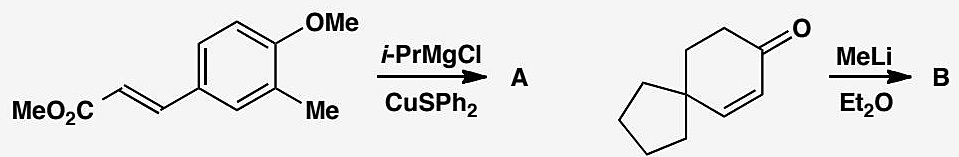 OMe
O
i-PrMgCl
MeLi
A
B
MeO₂C
Me
CuSPh₂
Et₂O